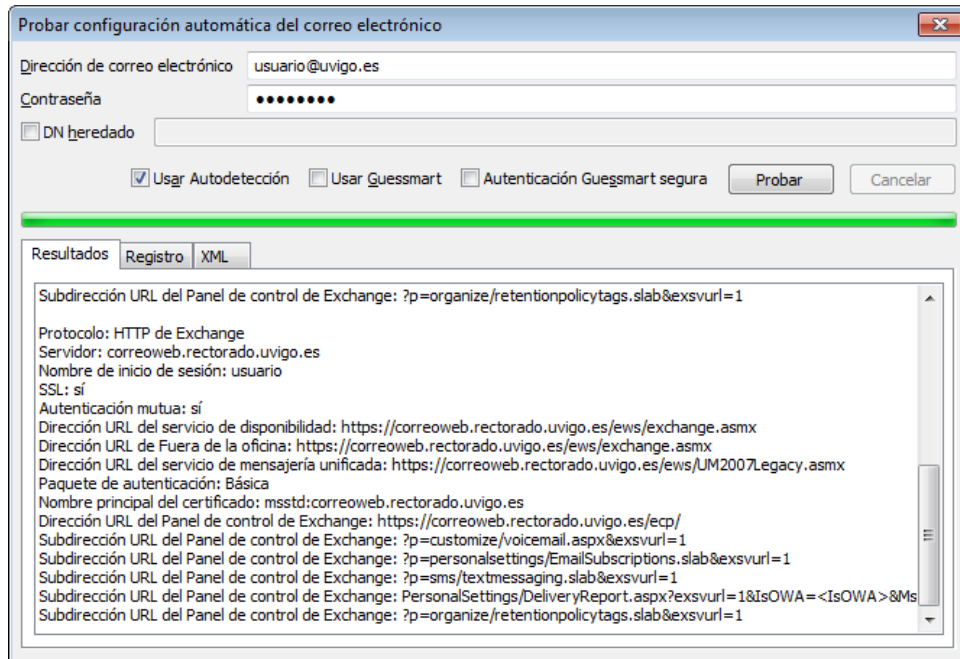 Probar configuración automática del correo electrónico
Dirección de correo electrónico usuario@uvigo.es
Contraseña ••••••••
DN heredado
Usar Autodetección Usar Guessmart Autenticación Guessmart segura Probar Cancelar
Resultados Registro XML
Subdirección URL del Panel de control de Exchange: ?p=organize/retentionpolicytags.slab&exsvurl=1
Protocolo: HTTP de Exchange
Servidor: correoweb.rectorado.uvigo.es
Nombre de inicio de sesión: usuario
SSL: sí
Autenticación mutua: sí
Dirección URL del servicio de disponibilidad: https://correoweb.rectorado.uvigo.es/ews/exchange.asmx
Dirección URL de Fuera de la oficina: https://correoweb.rectorado.uvigo.es/ews/exchange.asmx
Dirección URL del servicio de mensajería unificada: https://correoweb.rectorado.uvigo.es/ews/UM2007Legacy.asmx
Paquete de autenticación: Básica
Nombre principal del certificado: msstd:correoweb.rectorado.uvigo.es
Dirección URL del Panel de control de Exchange: https://correoweb.rectorado.uvigo.es/ecp/
Subdirección URL del Panel de control de Exchange: ?p=customize/voicemail.aspx&exsvurl=1
Subdirección URL del Panel de control de Exchange: ?p=personalsettings/EmailSubscriptions.slab&exsvurl=1
Subdirección URL del Panel de control de Exchange: ?p=sms/textmessaging.slab&exsvurl=1
Subdirección URL del Panel de control de Exchange: PersonalSettings/DeliveryReport.aspx?exsvurl=1&IsOWA=<IsOWA>&Ms
Subdirección URL del Panel de control de Exchange: ?p=organize/retentionpolicytags.slab&exsvurl=1